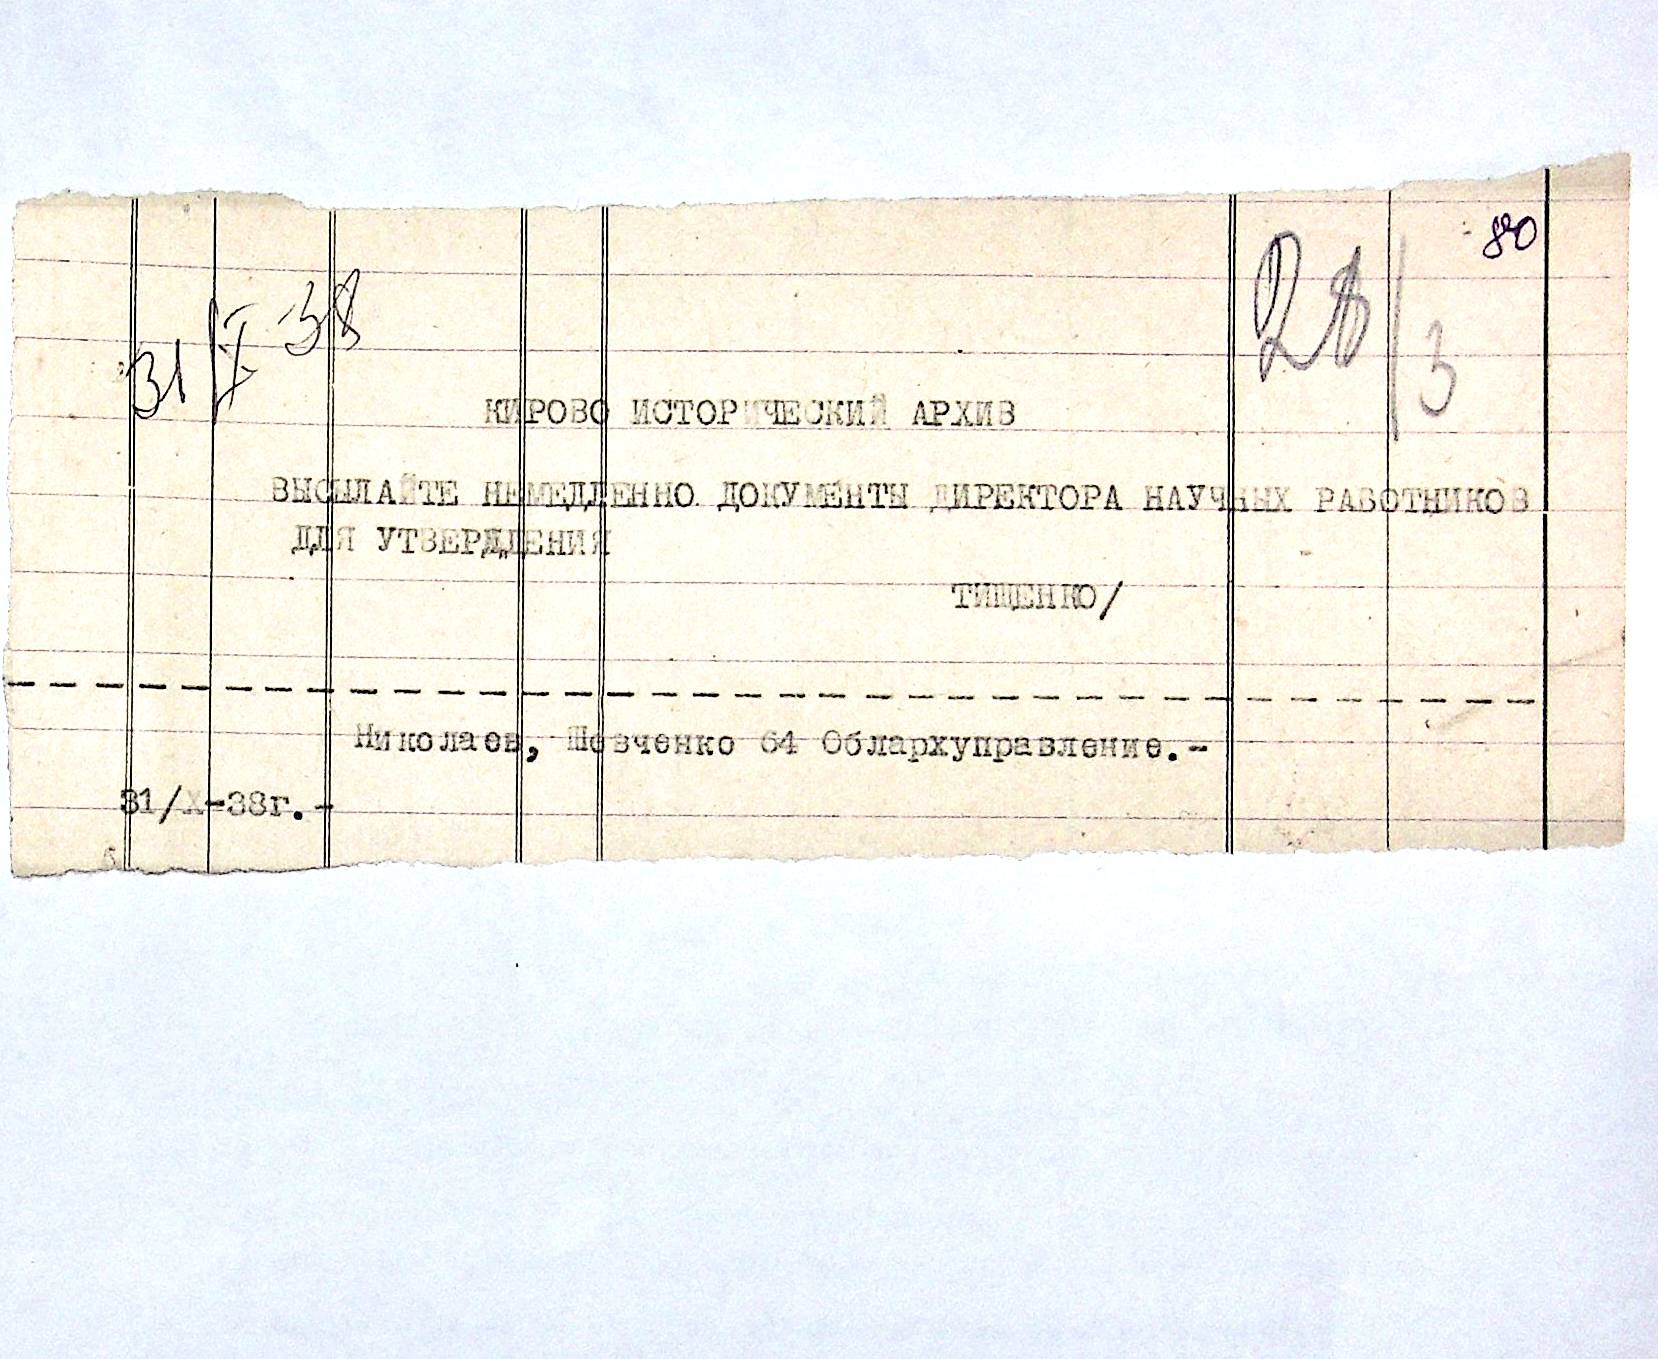 80
28/3
31/X 38
КИРОВО ИСТОРИЧЕСКИЙ АРХИВ
ВЫСЫЛАЙТЕ НЕМЕДЛЕННО ДОКУМЕНТЫ ДИРЕКТОРА НАУЧНЫХ РАБОТНИКОВ
ДЛЯ УТВЕРДДЕНИЯ
ТИЩЕНКО/
Николаев, Шевченко 64 Облархуправление.-
31/X-38г.-